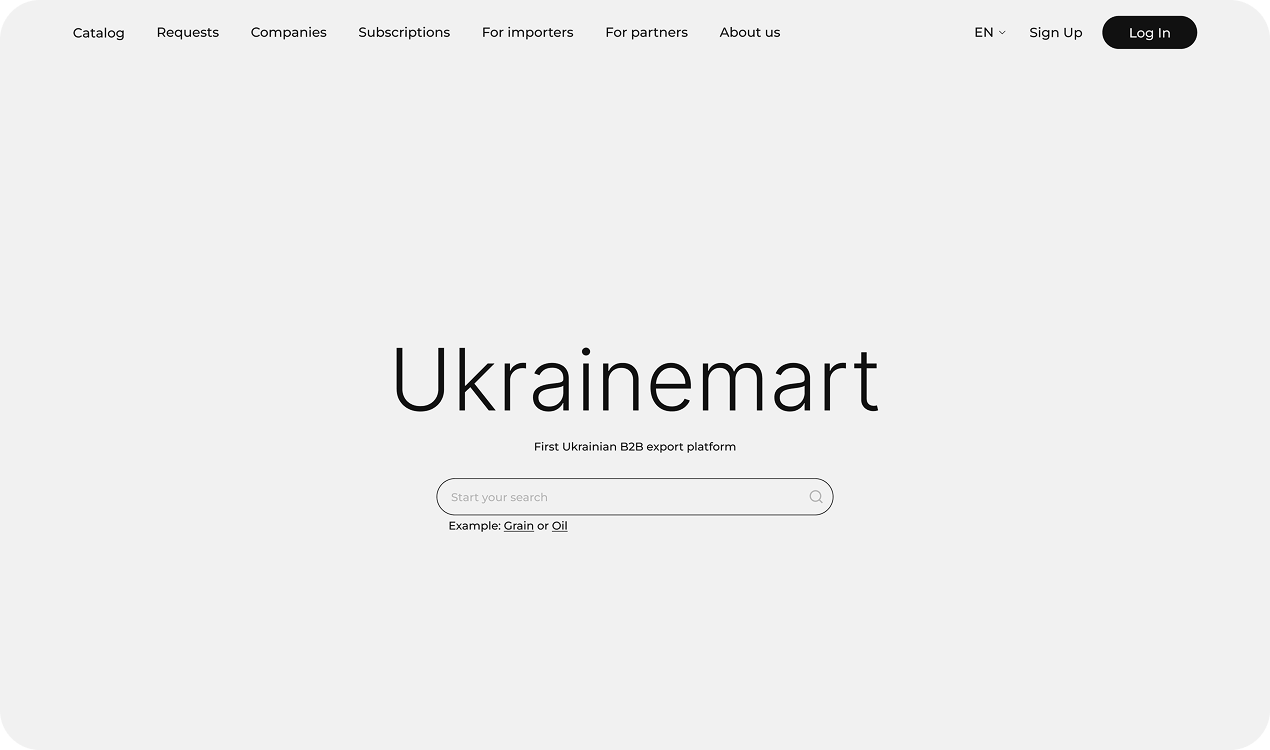 Catalog Requests Companies Subscriptions For importers For partners About us EN Sign Up Log In
Ukrainemart
First Ukrainian B2B export platform
Start your search
Example: Grain or Oil